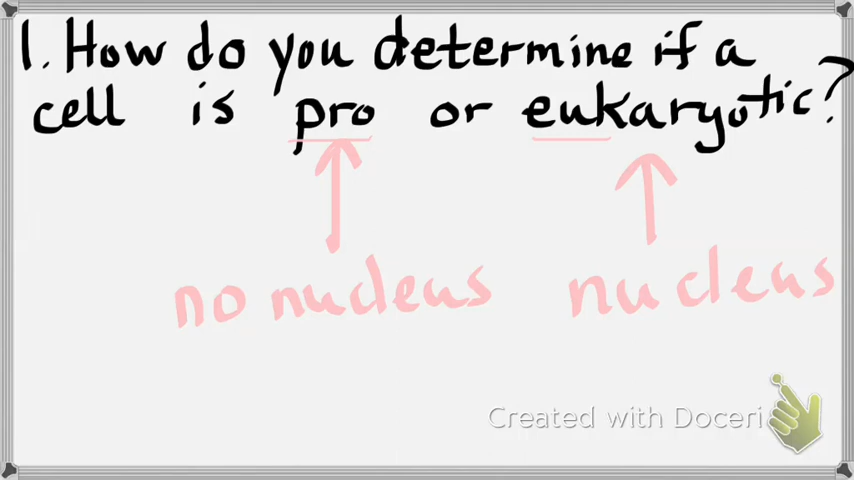 1. How do you determine if a
cell is pro or eukaryotic?
no nucleus nucleus
Created with Doceri